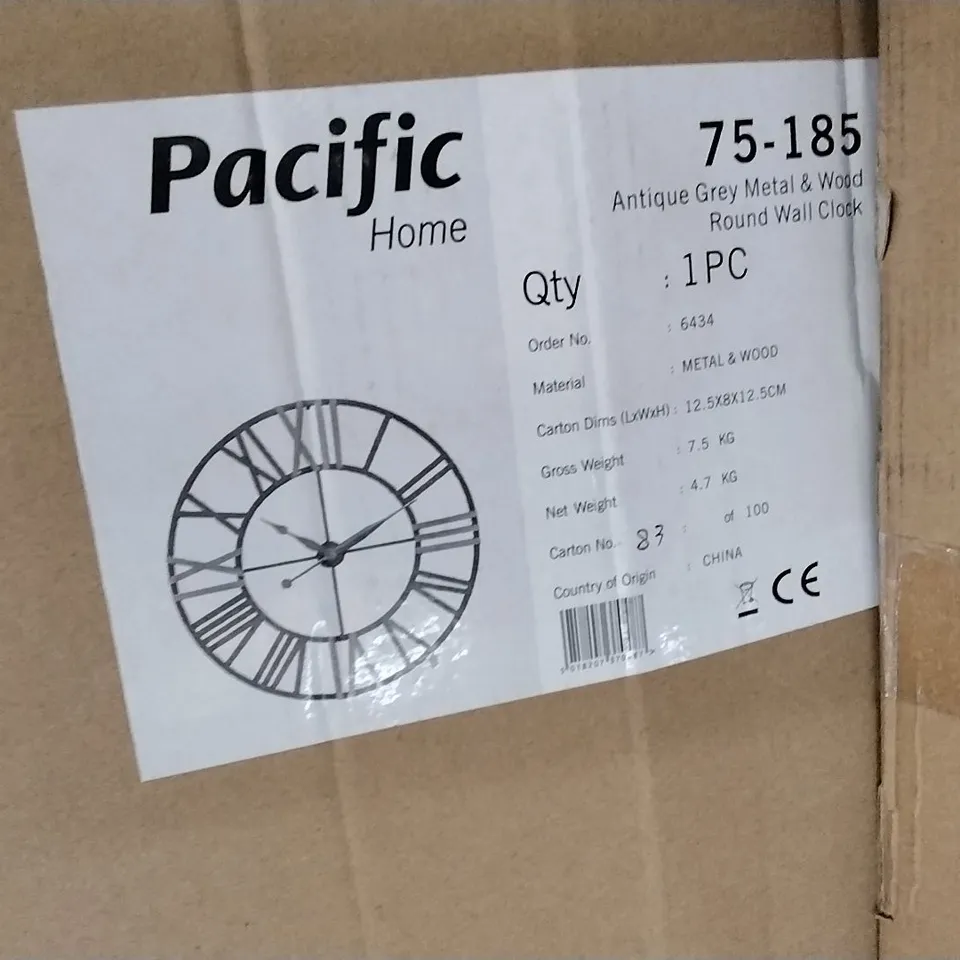 Pacific
Home
75-185
Antique Grey Metal & Wood
Round Wall Clock
Qty : 1PC
Order No. : 6434
Material : METAL & WOOD
Carton Dims (LxWxH) : 12.5X8X12.5CM
Gross Weight : 7.5 KG
Net Weight : 4.7 KG
Carton No. 83 : of 100
Country of Origin : CHINA
CE